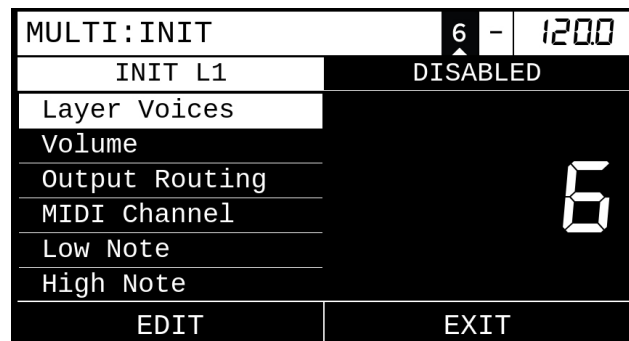 MULTI:INIT 6 - 120.0
INIT L1 DISABLED
Layer Voices
Volume
Output Routing
6
MIDI Channel
Low Note
High Note
EDIT EXIT